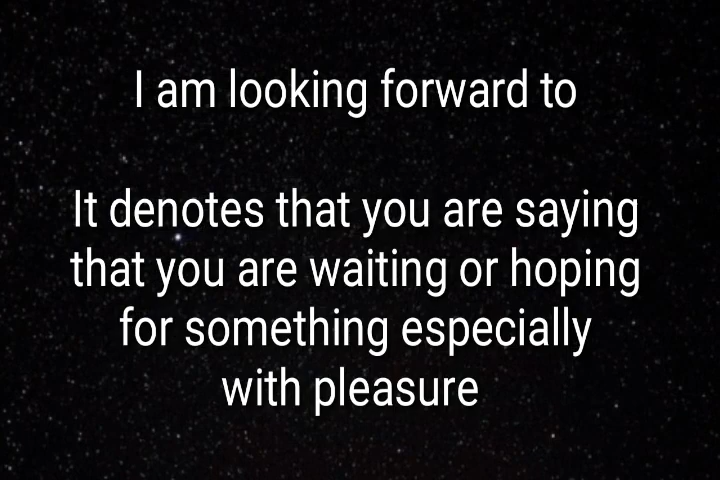 I am looking forward to
It denotes that you are saying
that you are waiting or hoping
for something especially
with pleasure